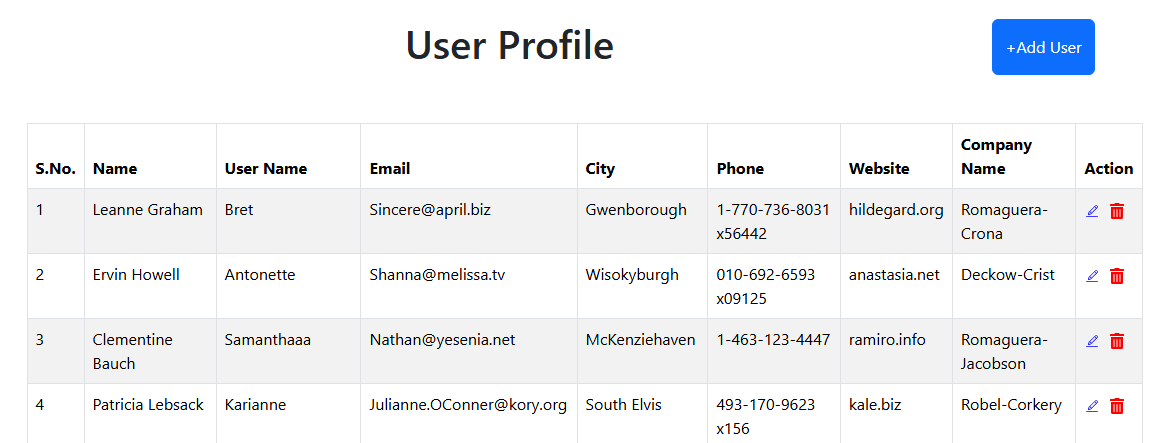 User Profile
+Add User
S.No. Name User Name Email City Phone Website Company Name Action
1 Leanne Graham Bret Sincere@april.biz Gwenborough 1-770-736-8031 x56442 hildegard.org Romaguera-Crona
2 Ervin Howell Antonette Shanna@melissa.tv Wisokyburgh 010-692-6593 x09125 anastasia.net Deckow-Crist
3 Clementine Bauch Samanthaaa Nathan@yesenia.net McKenziehaven 1-463-123-4447 ramiro.info Romaguera-Jacobson
4 Patricia Lebsack Karianne Julianne.OConner@kory.org South Elvis 493-170-9623 x156 kale.biz Robel-Corkery